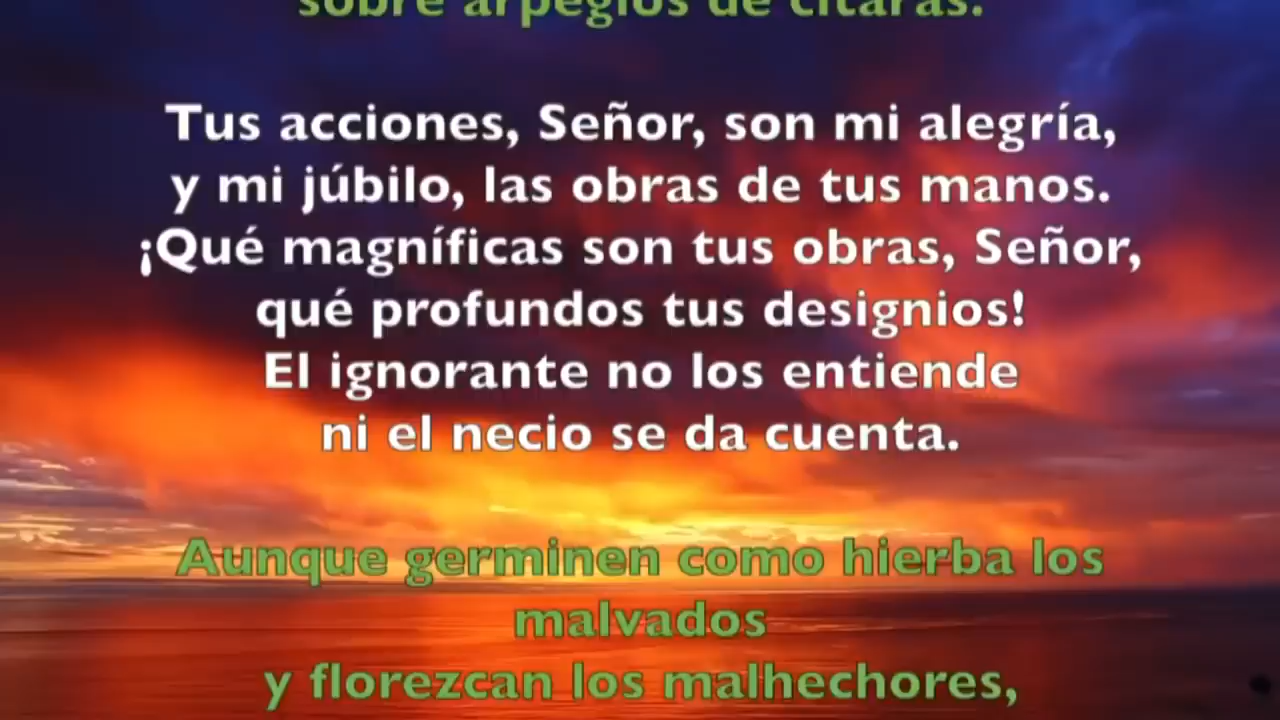 sobre arpegios de cítaras.
Tus acciones, Señor, son mi alegría,
y mi júbilo, las obras de tus manos.
¡Qué magníficas son tus obras, Señor,
qué profundos tus designios!
El ignorante no los entiende
ni el necio se da cuenta.
Aunque germinen como hierba los
malvados
y florezcan los malhechores,